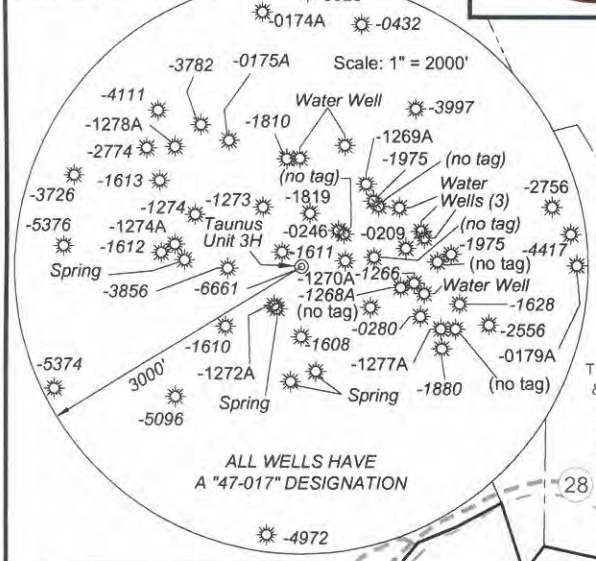 -0174A
-0432
Scale: 1" = 2000'
-3782
-0175A
-4111
-1278A
-2774
-1810
Water Well
-3997
-1269A
-1975
(no tag)
(no tag)
-1613
-3726
-1273
-1819
Water
Wells (3)
-2756
-1274
-5376
-1274A
-1612
Taunus
Unit 3H
-0246
-0209
(no tag)
-1975
-4417
Spring
-1611
-1266
(no tag)
-3856
-6661
-1270A
-1268A
Water Well
(no tag)
-1628
-0280
-2556
-1610
1608
-0179A
-1272A
-1277A
(no tag)
-5374
3000'
Spring
Spring
-1880
-5096
ALL WELLS HAVE
A "47-017" DESIGNATION
28
-4972